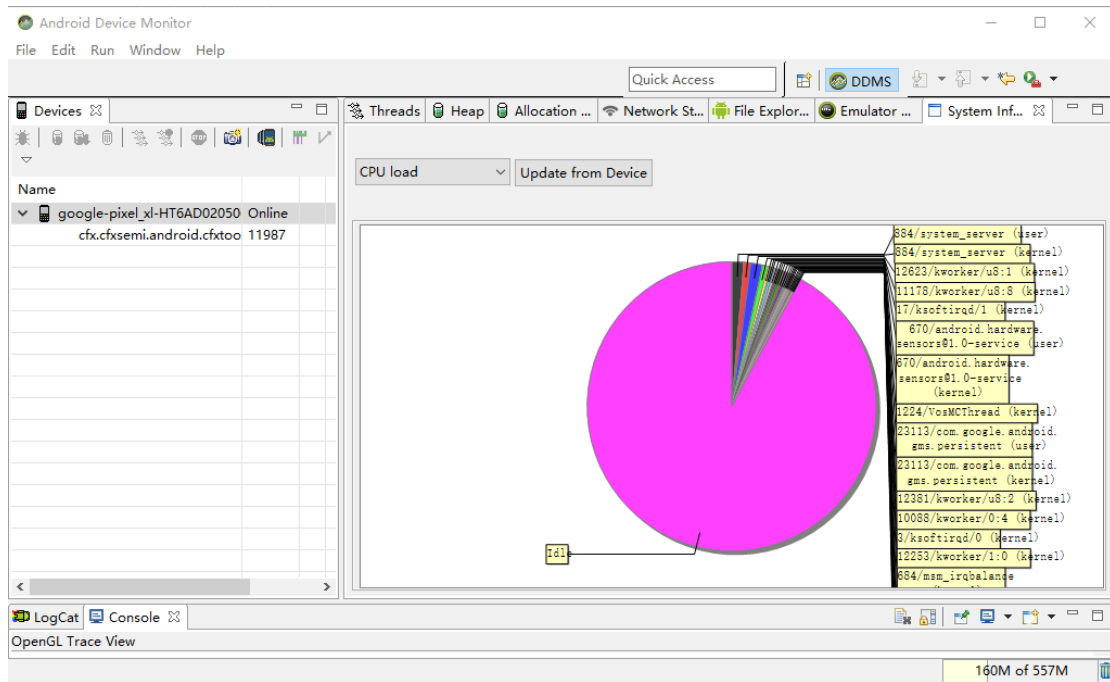 Android Device Monitor
File Edit Run Window Help
Quick Access
DDMS
Devices
Threads Heap Allocation ... Network St... File Explor... Emulator ... System Inf...
CPU load
Update from Device
Name
google-pixel_xl-HT6AD02050 Online
cfx.cfxsemi.android.cfxtoo 11987
884/system_server (user)
884/system_server (kernel)
12623/kworker/u8:1 (kernel)
11178/kworker/u8:8 (kernel)
17/ksoftirqd/1 (kernel)
670/android.hardware.
sensors@1.0-service (user)
670/android.hardware.
sensors@1.0-service
(kernel)
1224/VosMCThread (kernel)
23113/com.google.android.
gms.persistent (user)
23113/com.google.android.
gms.persistent (kernel)
12381/kworker/u8:2 (kernel)
10088/kworker/0:4 (kernel)
3/ksoftirqd/0 (kernel)
12253/kworker/1:0 (kernel)
684/msm_irqbalance
Idle
LogCat Console
OpenGL Trace View
160M of 557M